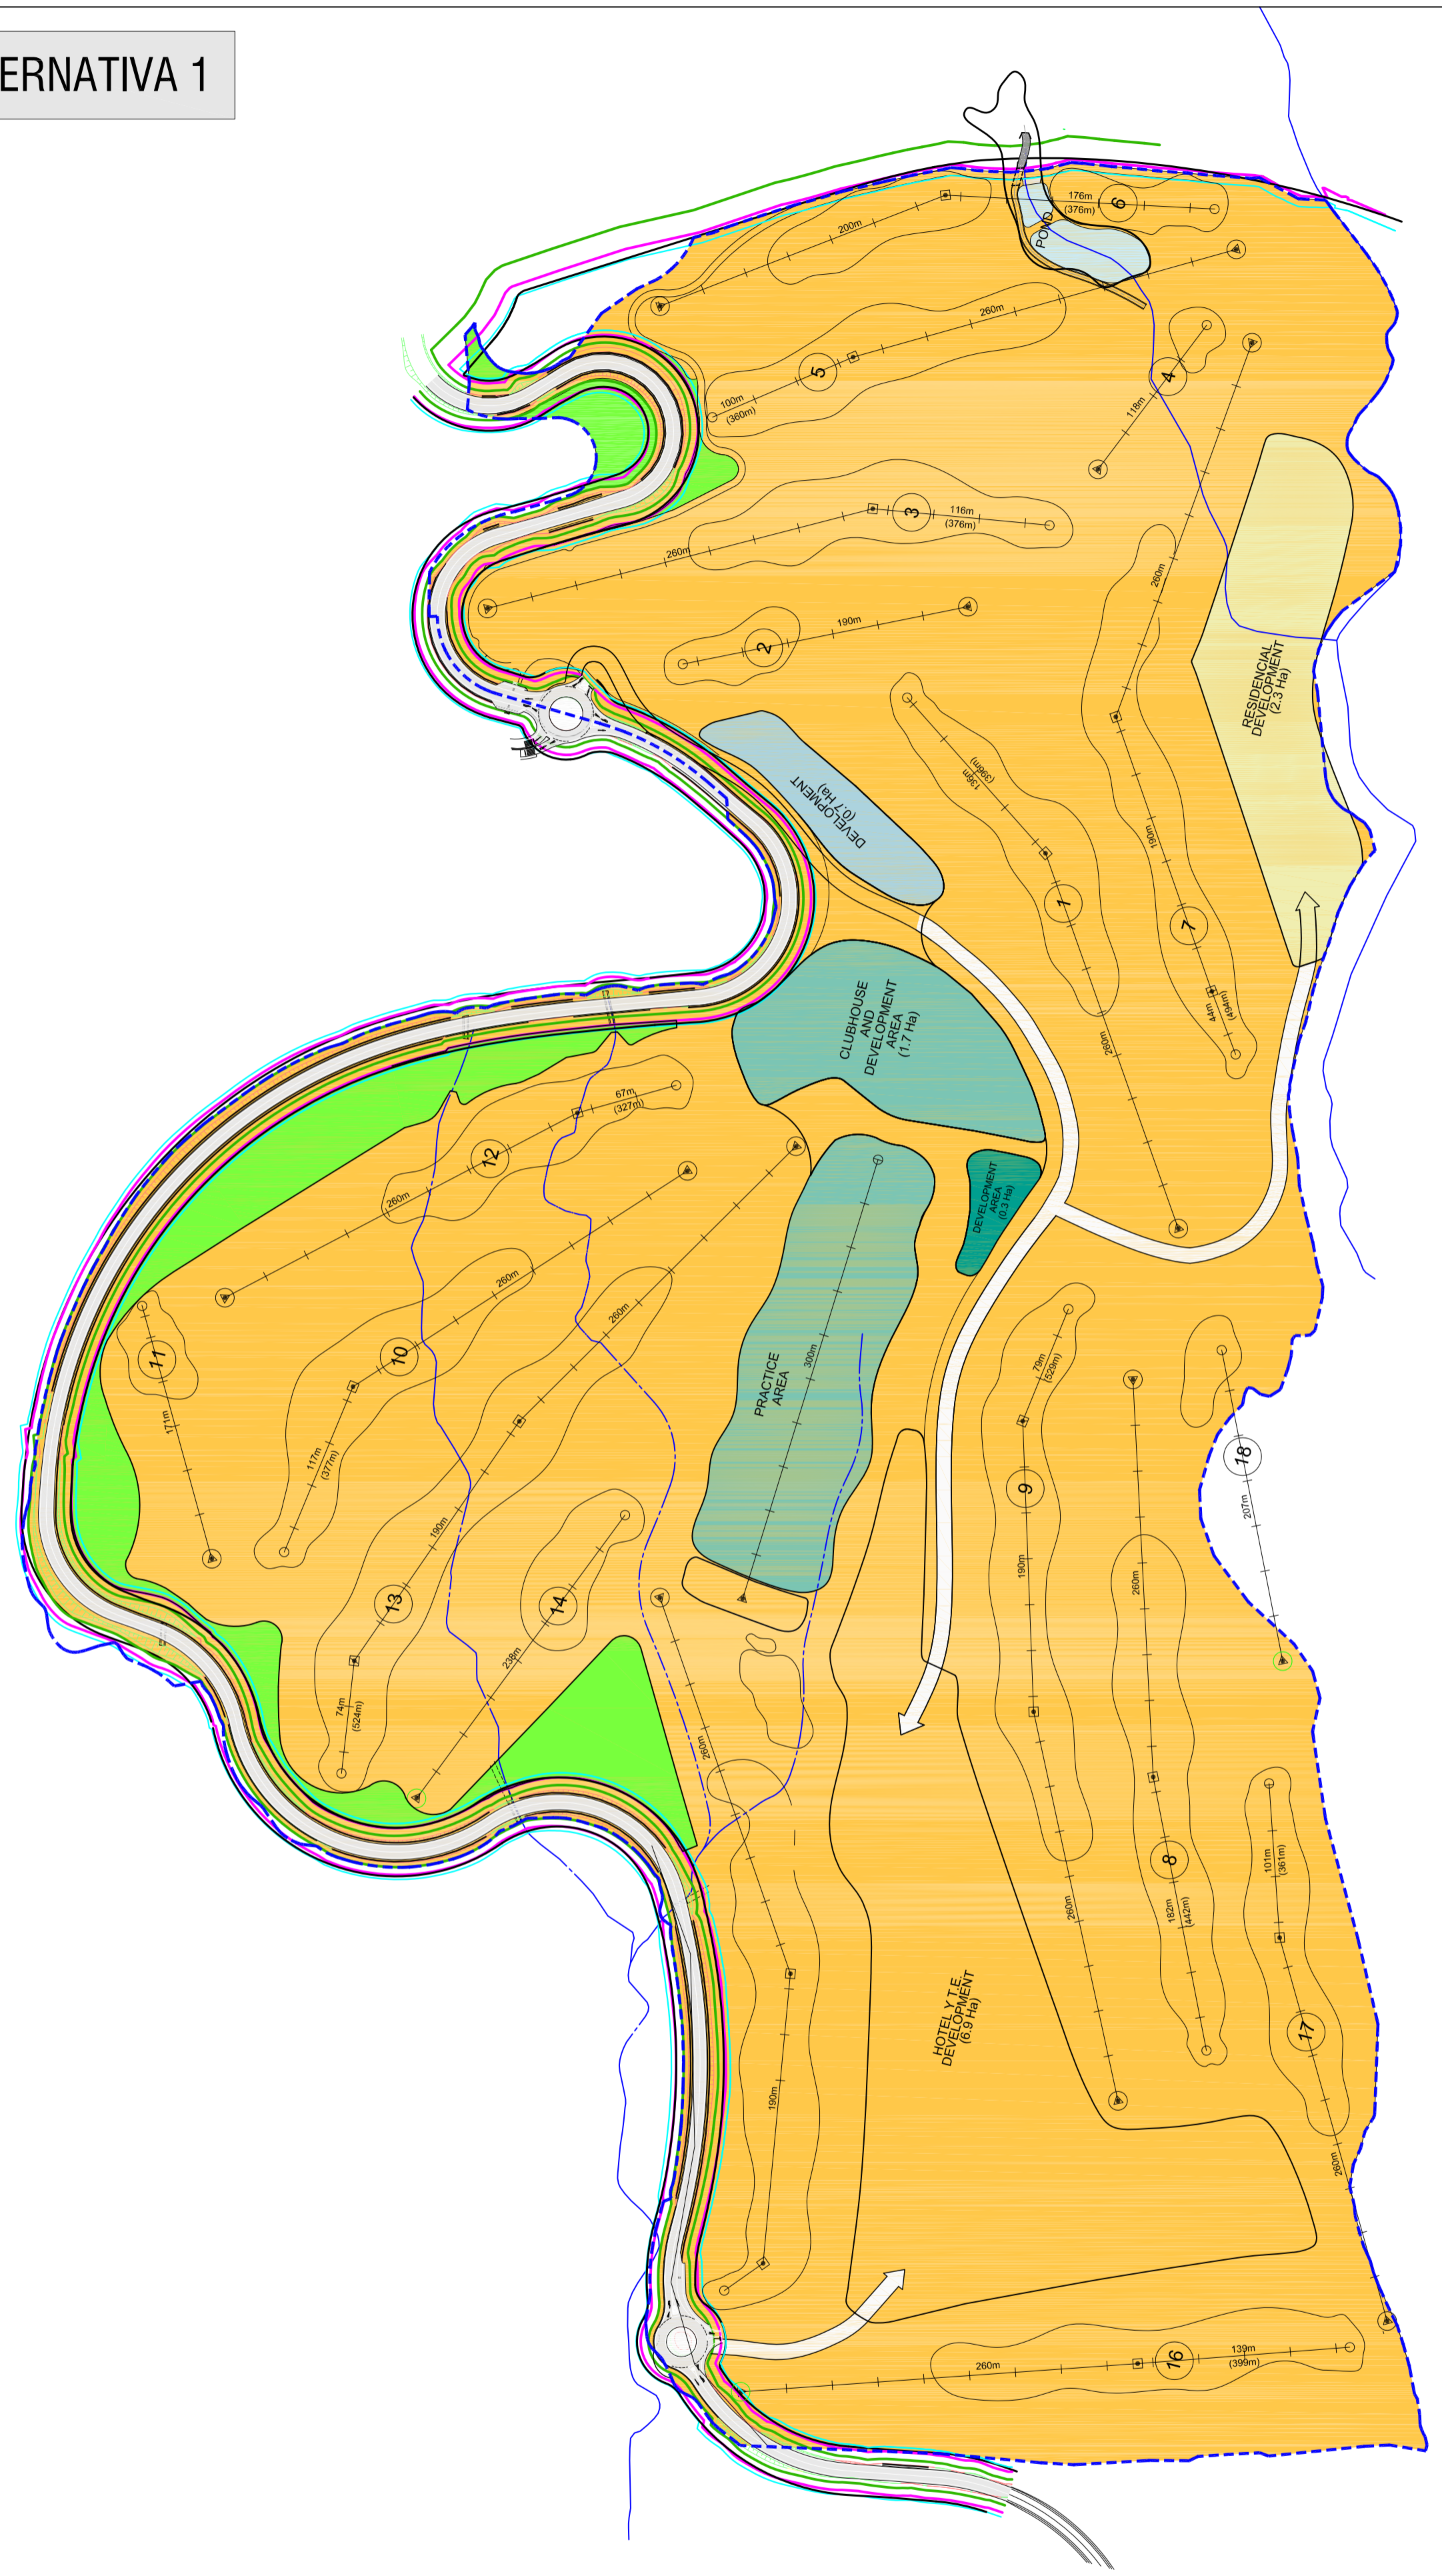 ERNATIVA 1
200m
176m
(376m)
6
POND
260m
5
100m
(360m)
4
118m
3
116m
(376m)
260m
260m
190m
2
RESIDENCIAL
DEVELOPMENT
(2.3 Ha)
136m
(396m)
DEVELOPMENT
(0.7 Ha)
190m
1
7
44m
(494m)
260m
CLUBHOUSE
AND
DEVELOPMENT
AREA
(1.7 Ha)
67m
(327m)
12
260m
DEVELOPMENT
AREA
(0.3 Ha)
260m
260m
11
10
171m
300m
PRACTICE
AREA
79m
(529m)
117m
(377m)
18
207m
9
190m
190m
13
14
260m
238m
74m
(524m)
260m
8
101m
(361m)
182m
(442m)
260m
17
HOTEL Y T.E.
DEVELOPMENT
(6.9 Ha)
190m
260m
16
139m
(399m)
260m